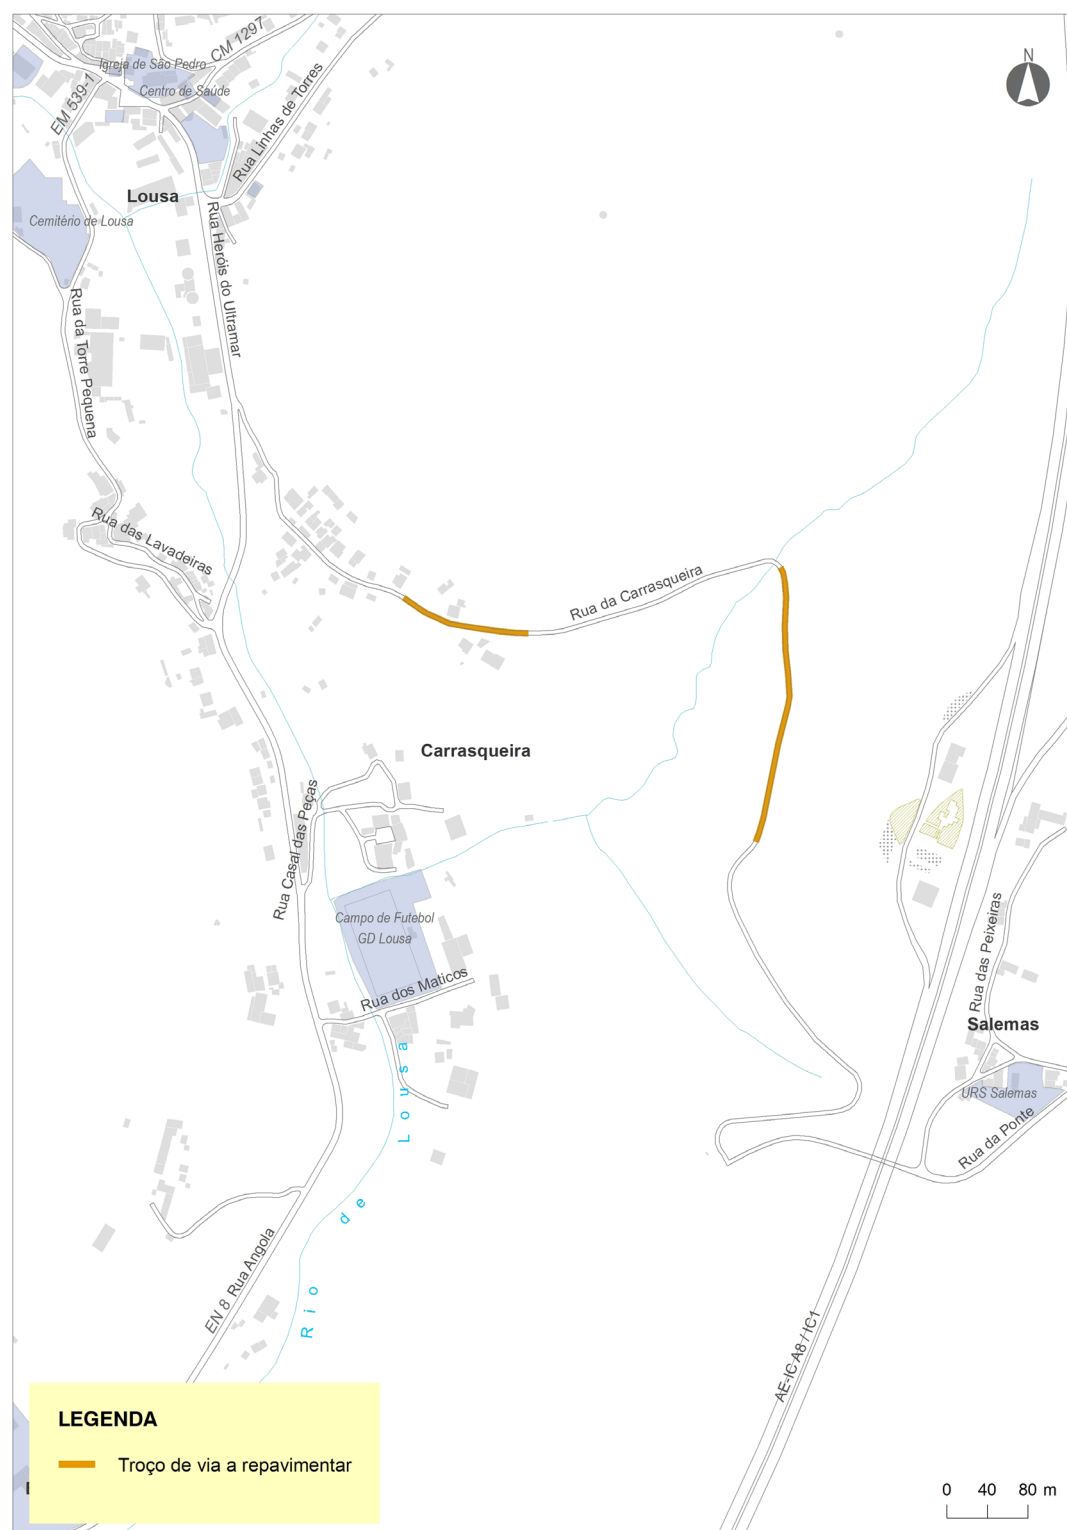 CM 1297
N
Igreja de São Pedro
Centro de Saúde
EM 539-1
Rua Linhas de Torres
Lousa
Cemitério de Lousa
Rua Heróis do Ultramar
Rua da Torre Pequena
Rua das Lavadeiras
Rua da Carrasqueira
Carrasqueira
Rua Casal das Peças
Campo de Futebol
GD Lousa
Rua dos Maticos
Rua das Peixeiras
Salemas
URS Salemas
Rua da Ponte
Rio de Lousa
EN 8 Rua Angola
AE-IC A8 / IC1
LEGENDA
Troço de via a repavimentar
0 40 80 m